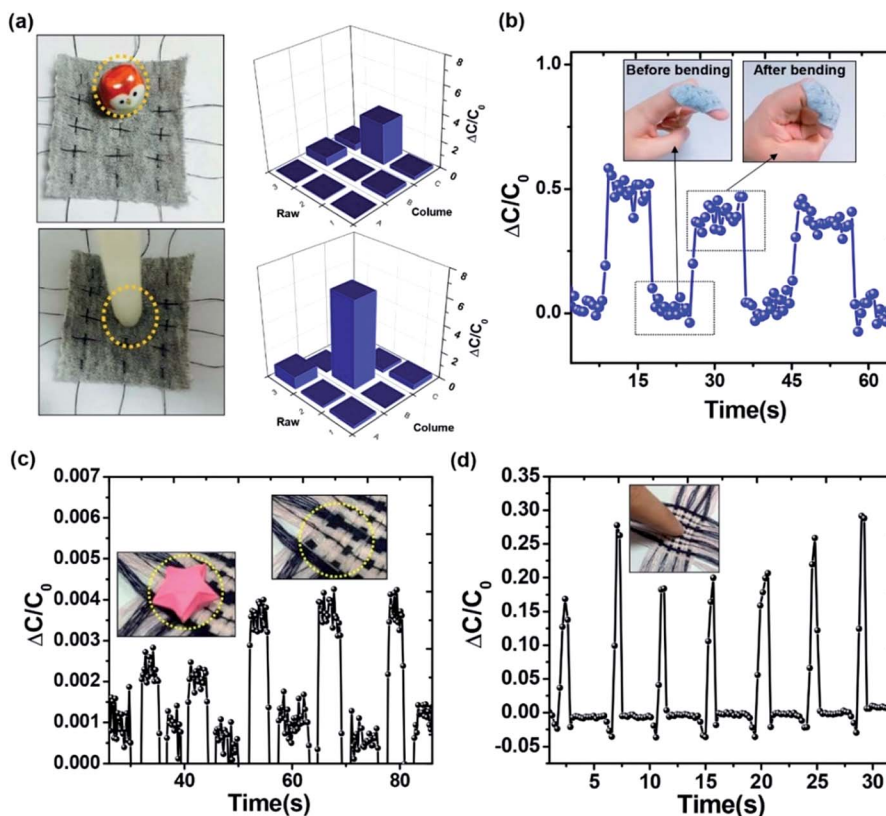 (a)
8
6
4
2
0
ΔC/C0
3
2
1
Raw
A
B
C
Colume
8
6
4
2
0
ΔC/C0
3
2
1
Raw
A
B
C
Colume
(b)
1.0
0.5
0.0
ΔC/C0
Before bending
After bending
15 30 45 60
Time(s)
(c)
0.007
0.006
0.005
0.004
0.003
0.002
0.001
0.000
ΔC/C0
40 60 80
Time(s)
(d)
0.35
0.30
0.25
0.20
0.15
0.10
0.05
0.00
-0.05
ΔC/C0
5 10 15 20 25 30
Time(s)